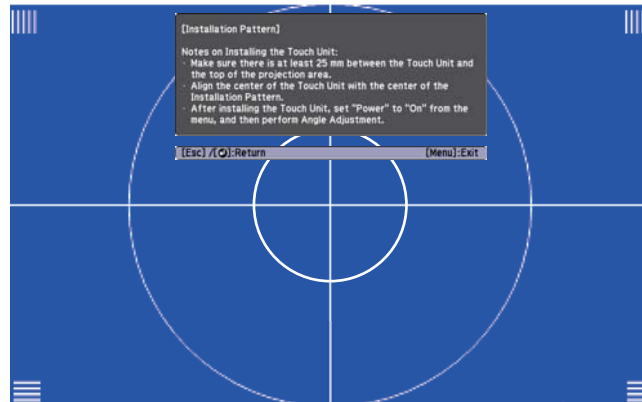 [Installation Pattern]
Notes on Installing the Touch Unit:
· Make sure there is at least 25 mm between the Touch Unit and
the top of the projection area.
· Align the center of the Touch Unit with the center of the
Installation Pattern.
· After installing the Touch Unit, set "Power" to "On" from the
menu, and then perform Angle Adjustment.
[Esc] /[⮌]:Return [Menu]:Exit